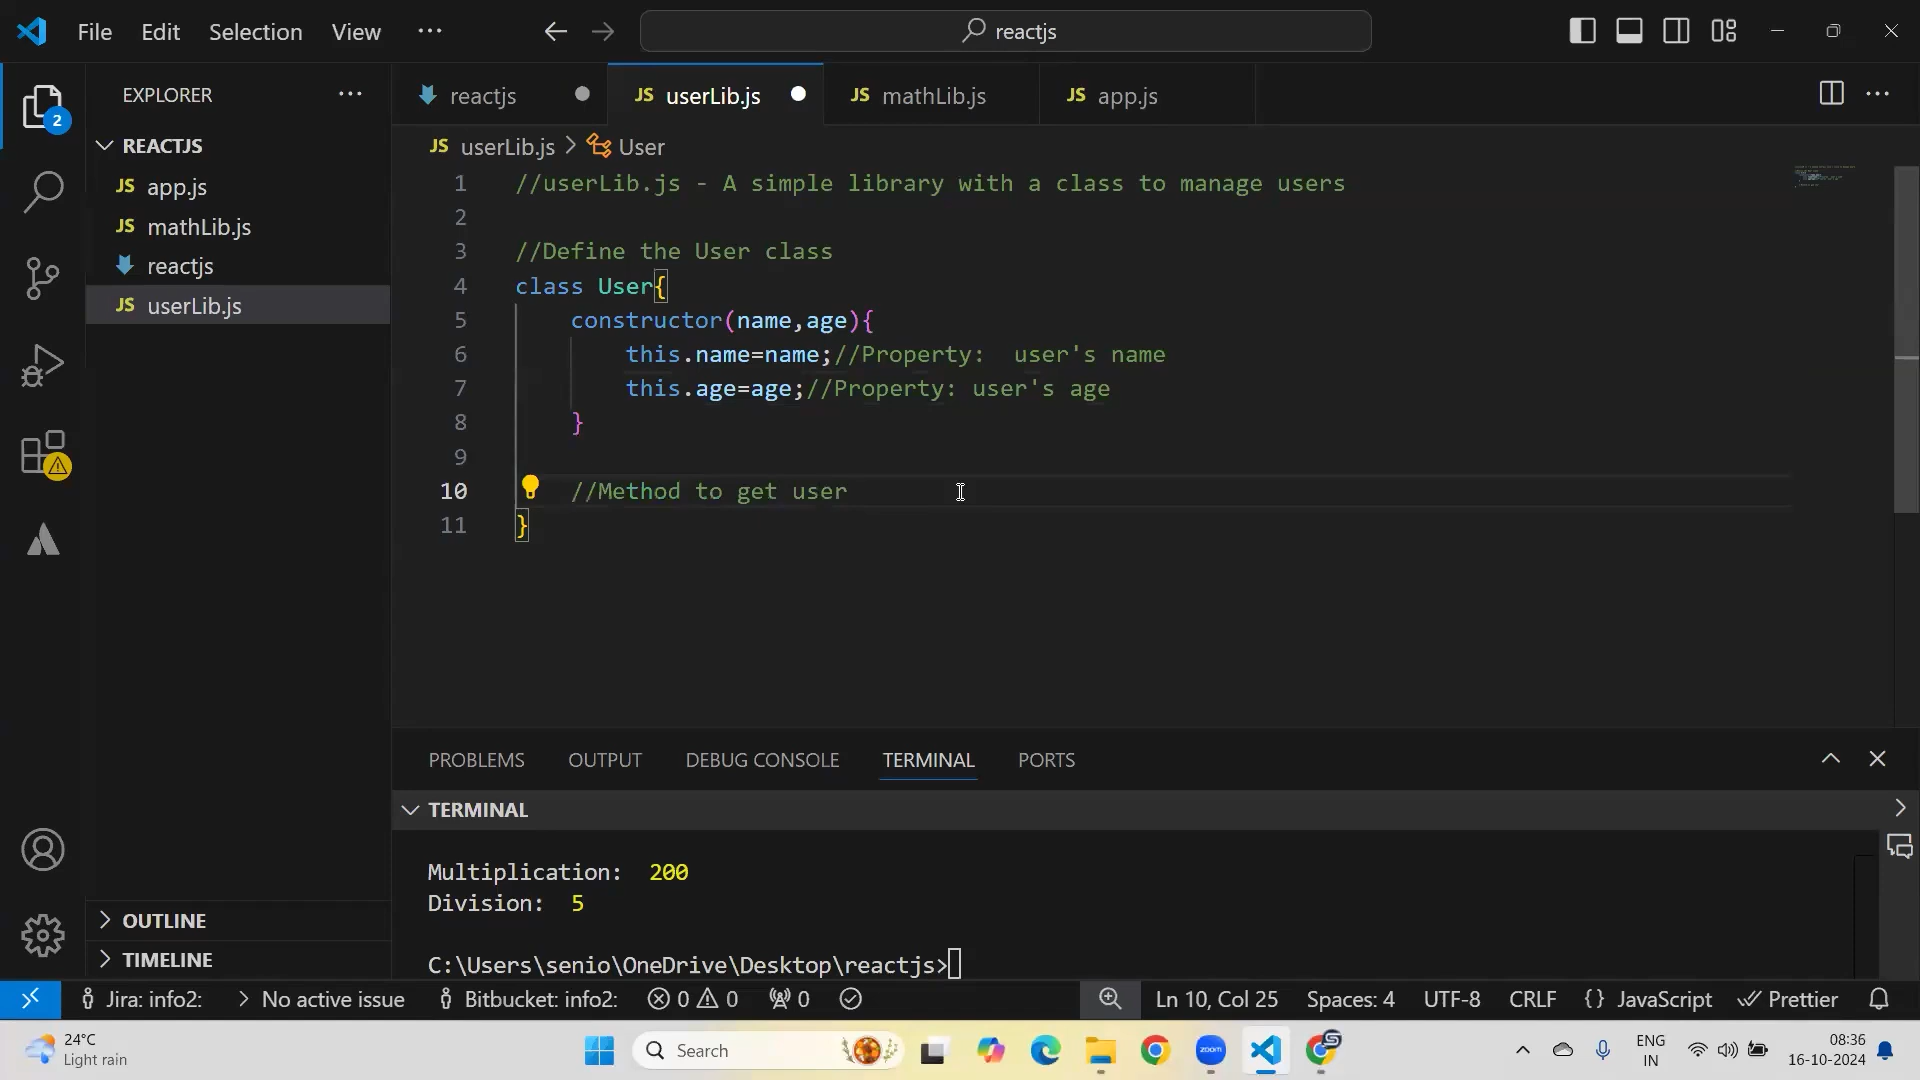 File Edit Selection View ... reactjs
2
EXPLORER ...
REACTJS
JS app.js
JS mathLib.js
reactjs
JS userLib.js
OUTLINE
TIMELINE
reactjs JS userLib.js JS mathLib.js JS app.js ...
JS userLib.js > User
1 //userLib.js - A simple library with a class to manage users
2
3 //Define the User class
4 class User{
5 constructor(name,age){
6 this.name=name;//Property:  user's name
7 this.age=age;//Property: user's age
8 }
9
10 //Method to get user
11 }
PROBLEMS OUTPUT DEBUG CONSOLE TERMINAL PORTS
TERMINAL
Multiplication:  200
Division:  5
C:\Users\senio\OneDrive\Desktop\reactjs>
Jira: info2: > No active issue Bitbucket: info2: 0 0 0 Ln 10, Col 25 Spaces: 4 UTF-8 CRLF {} JavaScript Prettier
24°C
Light rain
Search
zoom
ENG
IN
08:36
16-10-2024